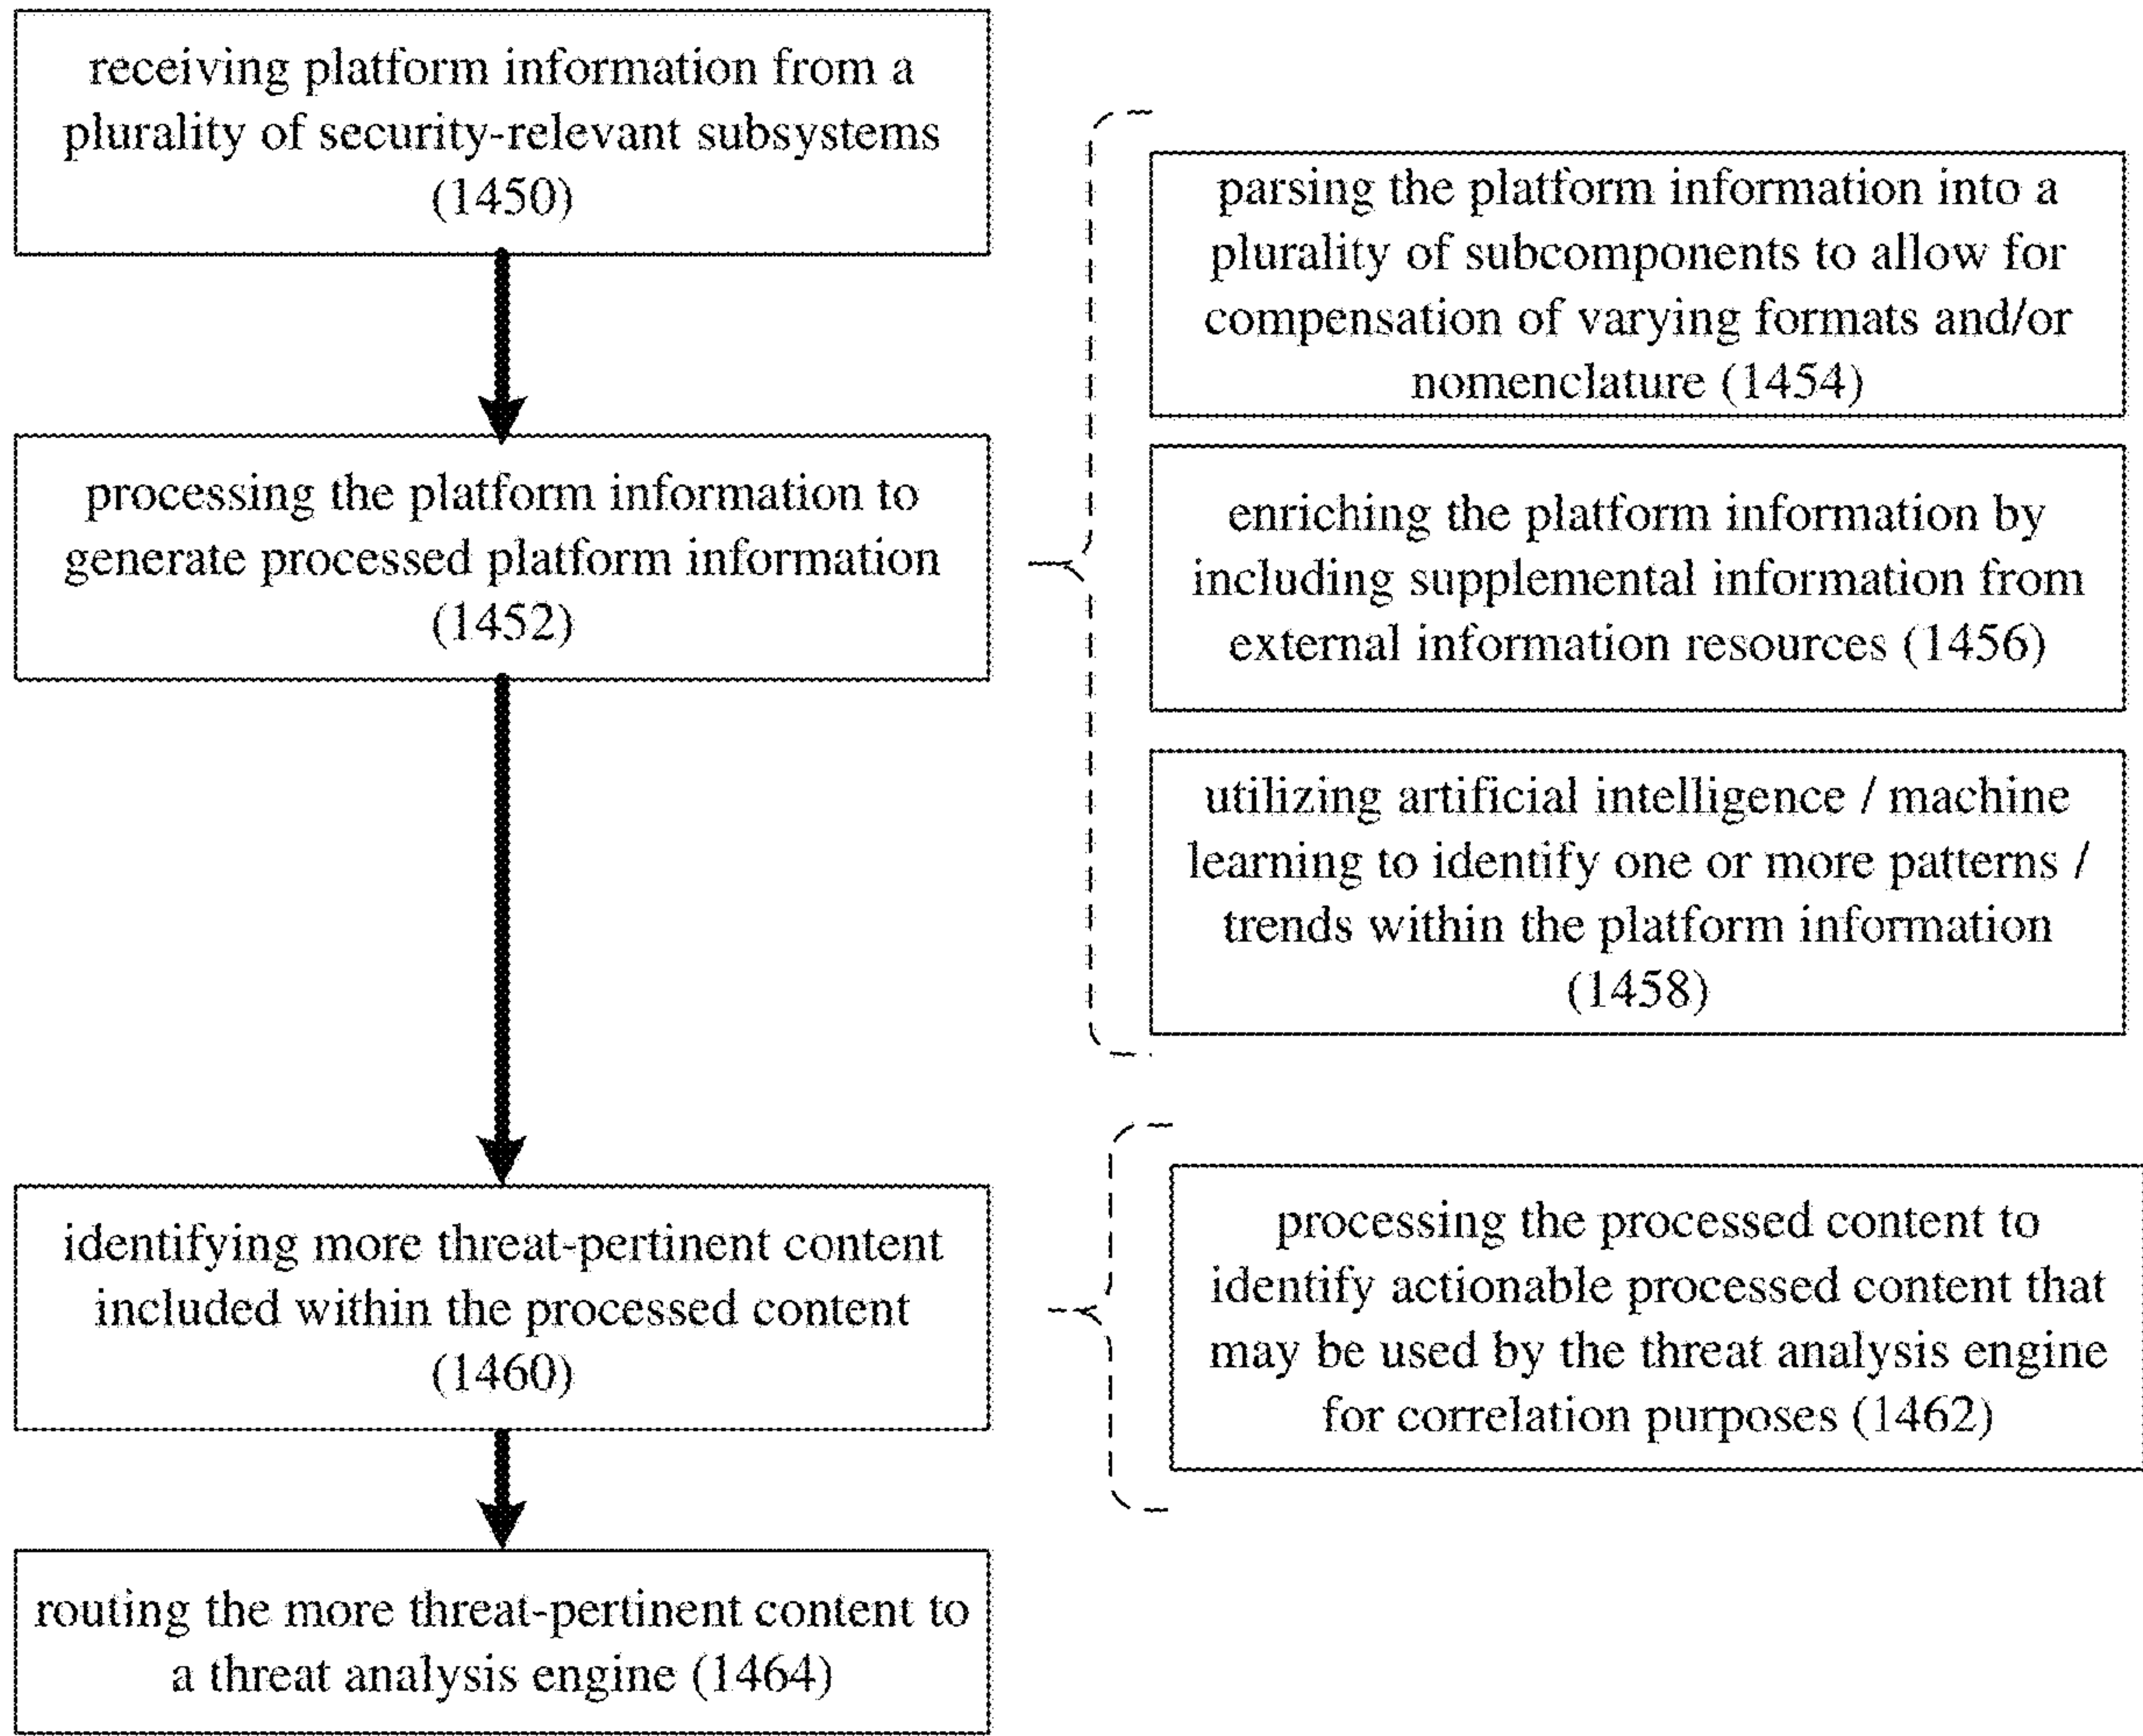 receiving platform information from a
plurality of security-relevant subsystems
(1450)
processing the platform information to
generate processed platform information
(1452)
parsing the platform information into a
plurality of subcomponents to allow for
compensation of varying formats and/or
nomenclature (1454)
enriching the platform information by
including supplemental information from
external information resources (1456)
utilizing artificial intelligence / machine
learning to identify one or more patterns /
trends within the platform information
(1458)
identifying more threat-pertinent content
included within the processed content
(1460)
processing the processed content to
identify actionable processed content that
may be used by the threat analysis engine
for correlation purposes (1462)
routing the more threat-pertinent content to
a threat analysis engine (1464)